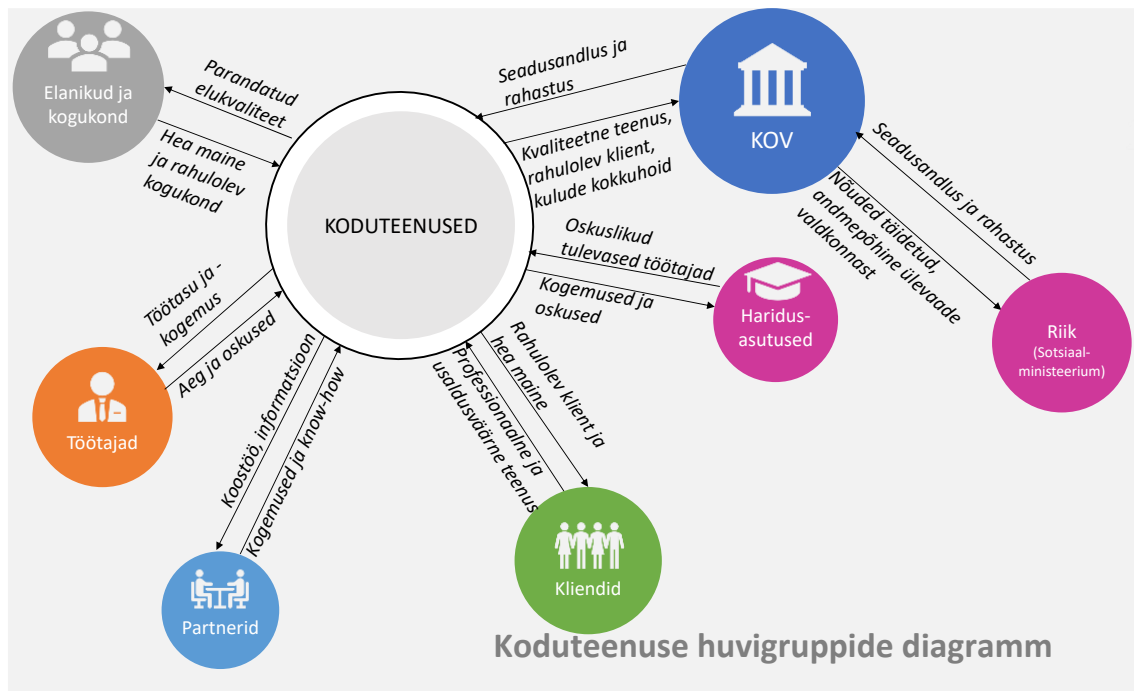 Elanikud ja
kogukond
Parandatud
elukvaliteet
Hea maine
ja rahulolev
kogukond
Seadusandlus ja
rahastus
Kvaliteetne teenus,
rahulolev klient,
kulude kokkuhoid
KOV
Seadusandlus ja rahastus
Nõuded täidetud,
andmepõhine ülevaade
valdkonnast
KODUTEENUSED
Oskuslikud
tulevased töötajad
Kogemused ja
oskused
Haridus-
asutused
Riik
(Sotsiaal-
ministeerium)
Töötasu ja -
kogemus
Aeg ja oskused
Töötajad
Koostöö, informatsioon
Kogemused ja know-how
Partnerid
Rahulolev klient ja
hea maine
Professionaalne ja
usaldusväärne teenus
Kliendid
Koduteenuse huvigruppide diagramm